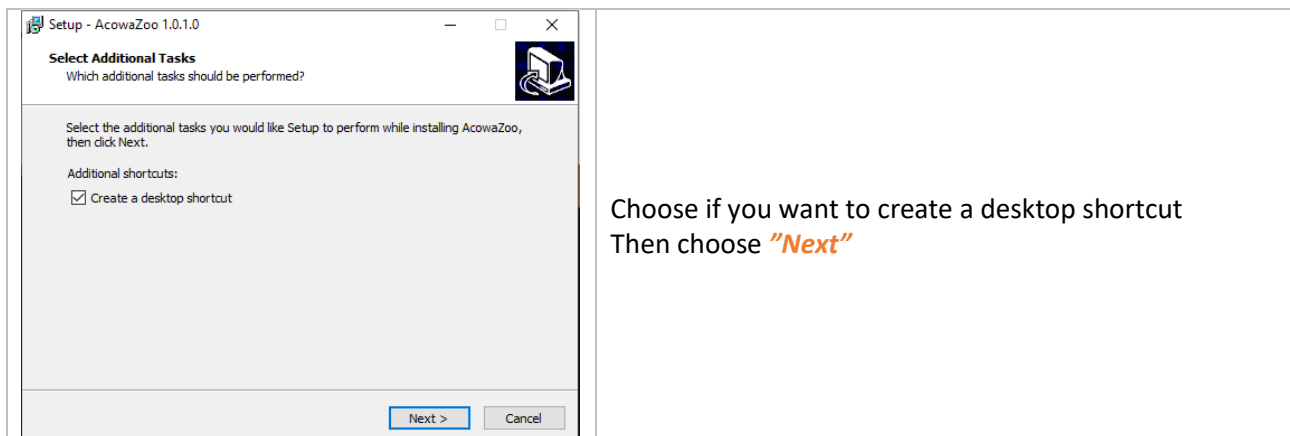 Setup - AcowaZoo 1.0.1.0
Select Additional Tasks
Which additional tasks should be performed?
Select the additional tasks you would like Setup to perform while installing AcowaZoo,
then click Next.
Additional shortcuts:
Create a desktop shortcut
Next >
Cancel
Choose if you want to create a desktop shortcut
Then choose ”Next”